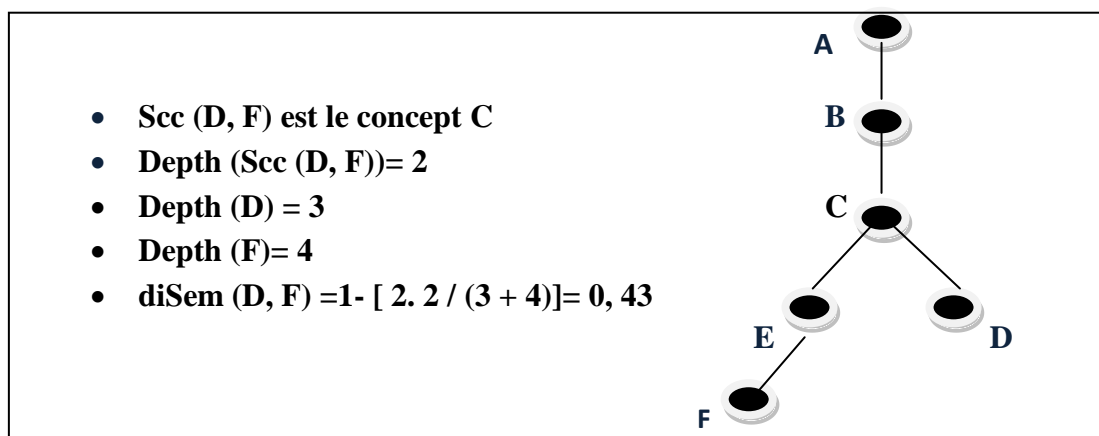 • Scc (D, F) est le concept C
• Depth (Scc (D, F))= 2
• Depth (D) = 3
• Depth (F)= 4
• diSem (D, F) =1- [ 2. 2 / (3 + 4)]= 0, 43
A
B
C
E
D
F